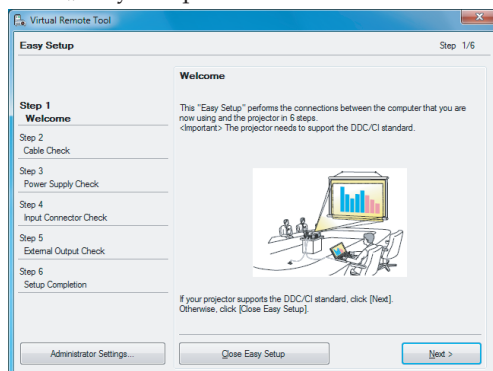 Virtual Remote Tool
Easy Setup
Step 1/6
Step 1
Welcome
Step 2
Cable Check
Step 3
Power Supply Check
Step 4
Input Connector Check
Step 5
External Output Check
Step 6
Setup Completion
Administrator Settings...
Welcome
This "Easy Setup" performs the connections between the computer that you are
now using and the projector in 6 steps.
<Important> The projector needs to support the DDC/CI standard.
If your projector supports the DDC/CI standard, click [Next].
Otherwise, click [Close Easy Setup].
Close Easy Setup
Next >